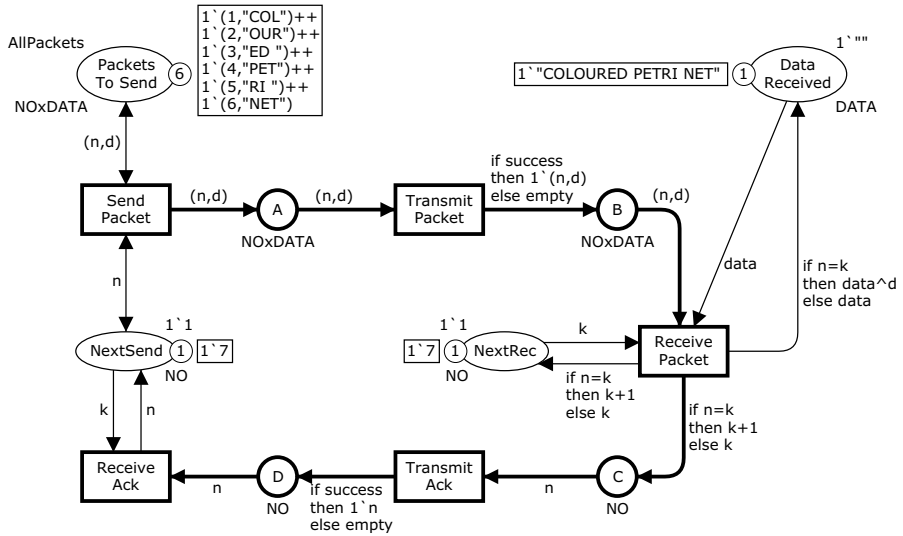 AllPackets
Packets
To Send
6
1`(1,"COL")++
1`(2,"OUR")++
1`(3,"ED ")++
1`(4,"PET")++
1`(5,"RI ")++
1`(6,"NET")
NOxDATA
1`""
1`"COLOURED PETRI NET"
1
Data
Received
DATA
(n,d)
Send
Packet
(n,d)
A
NOxDATA
(n,d)
Transmit
Packet
if success
then 1`(n,d)
else empty
B
NOxDATA
(n,d)
n
data
if n=k
then data^d
else data
1`1
NextSend
1
1`7
NO
1`1
1`7
1
NextRec
NO
k
Receive
Packet
if n=k
then k+1
else k
if n=k
then k+1
else k
k
n
Receive
Ack
n
D
NO
if success
then 1`n
else empty
Transmit
Ack
n
C
NO